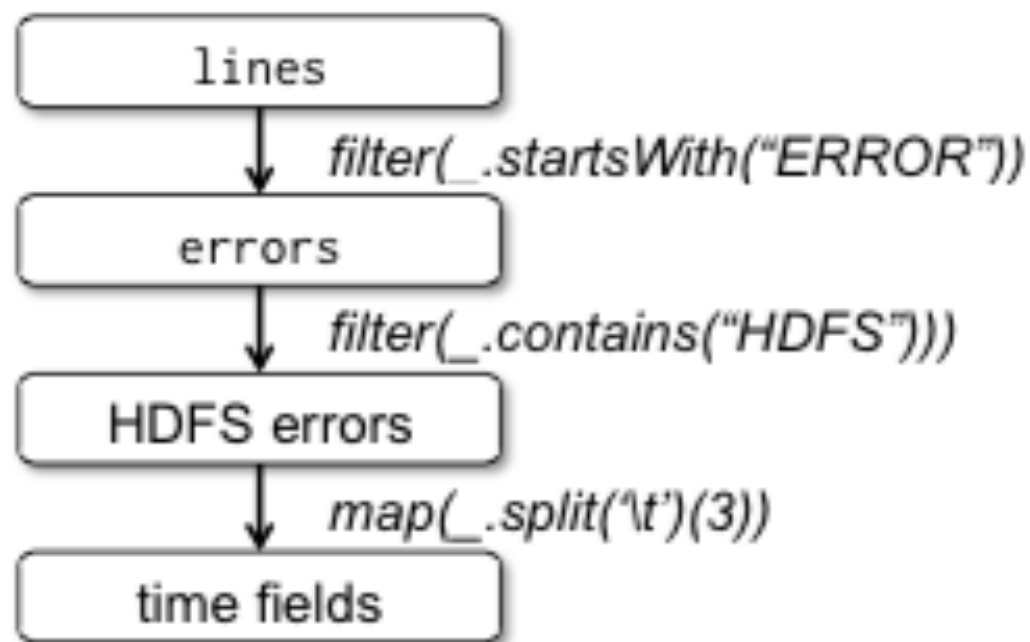 lines
filter(_.startsWith(“ERROR”))
errors
filter(_.contains(“HDFS”)))
HDFS errors
map(_.split(‘\t’)(3))
time fields